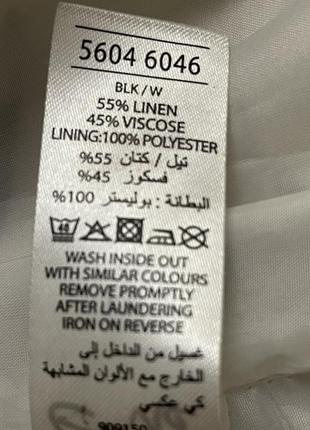 5604 6046
BLK / W
55% LINEN
45% VISCOSE
LINING:100% POLYESTER
تيل / كتان 55%
فسكوز 45%
البطانة : بوليستر 100%
40
WASH INSIDE OUT
WITH SIMILAR COLOURS
REMOVE PROMPTLY
AFTER LAUNDERING
IRON ON REVERSE
غسيل من الداخل إلى
الخارج مع الألوان المشابهة
كي عكسي